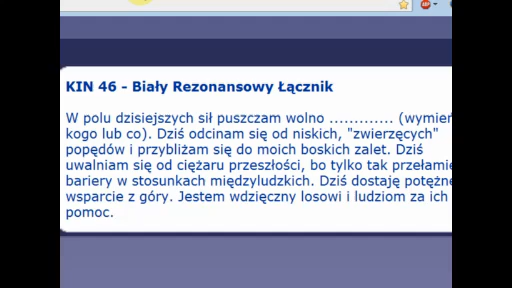 KIN 46 - Biały Rezonansowy Łącznik
W polu dzisiejszych sił puszczam wolno ............. (wymień
kogo lub co). Dziś odcinam się od niskich, "zwierzęcych"
popędów i przybliżam się do moich boskich zalet. Dziś
uwalniam się od ciężaru przeszłości, bo tylko tak przełamię
bariery w stosunkach międzyludzkich. Dziś dostaję potężne
wsparcie z góry. Jestem wdzięczny losowi i ludziom za ich
pomoc.